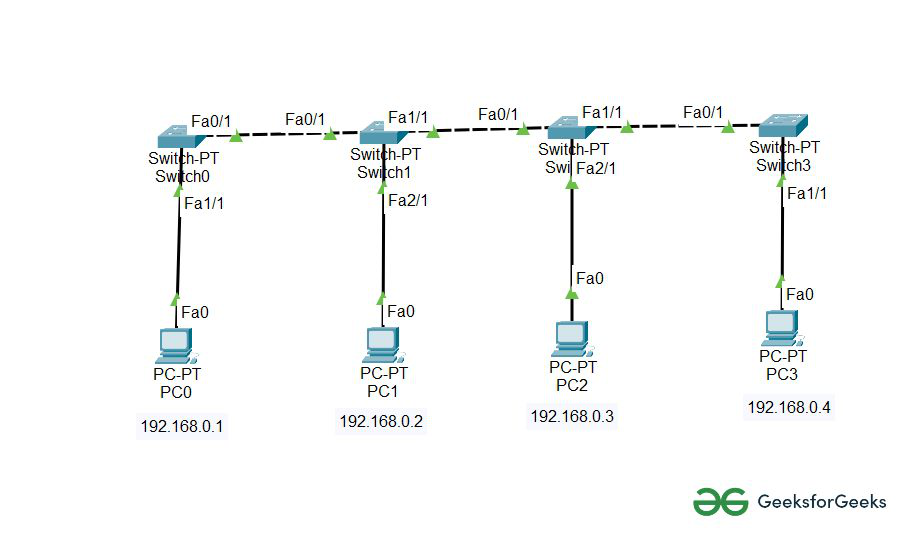 Fa0/1
Fa0/1
Fa1/1
Fa0/1
Fa1/1
Fa0/1
Switch-PT
Switch0
Switch-PT
Switch1
Switch-PT
Swi
Switch-PT
Switch3
Fa1/1
Fa2/1
Fa2/1
Fa1/1
Fa0
Fa0
Fa0
Fa0
PC-PT
PC0
PC-PT
PC1
PC-PT
PC2
PC-PT
PC3
192.168.0.1
192.168.0.2
192.168.0.3
192.168.0.4
GeeksforGeeks